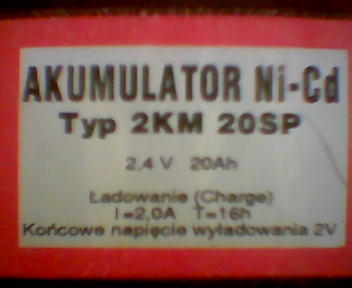 AKUMULATOR Ni-Cd
Typ 2KM 20SP
2,4 V 20Ah
Ładowanie (Charge)
I=2,0A T=16h
Końcowe napięcie wyładowania 2V